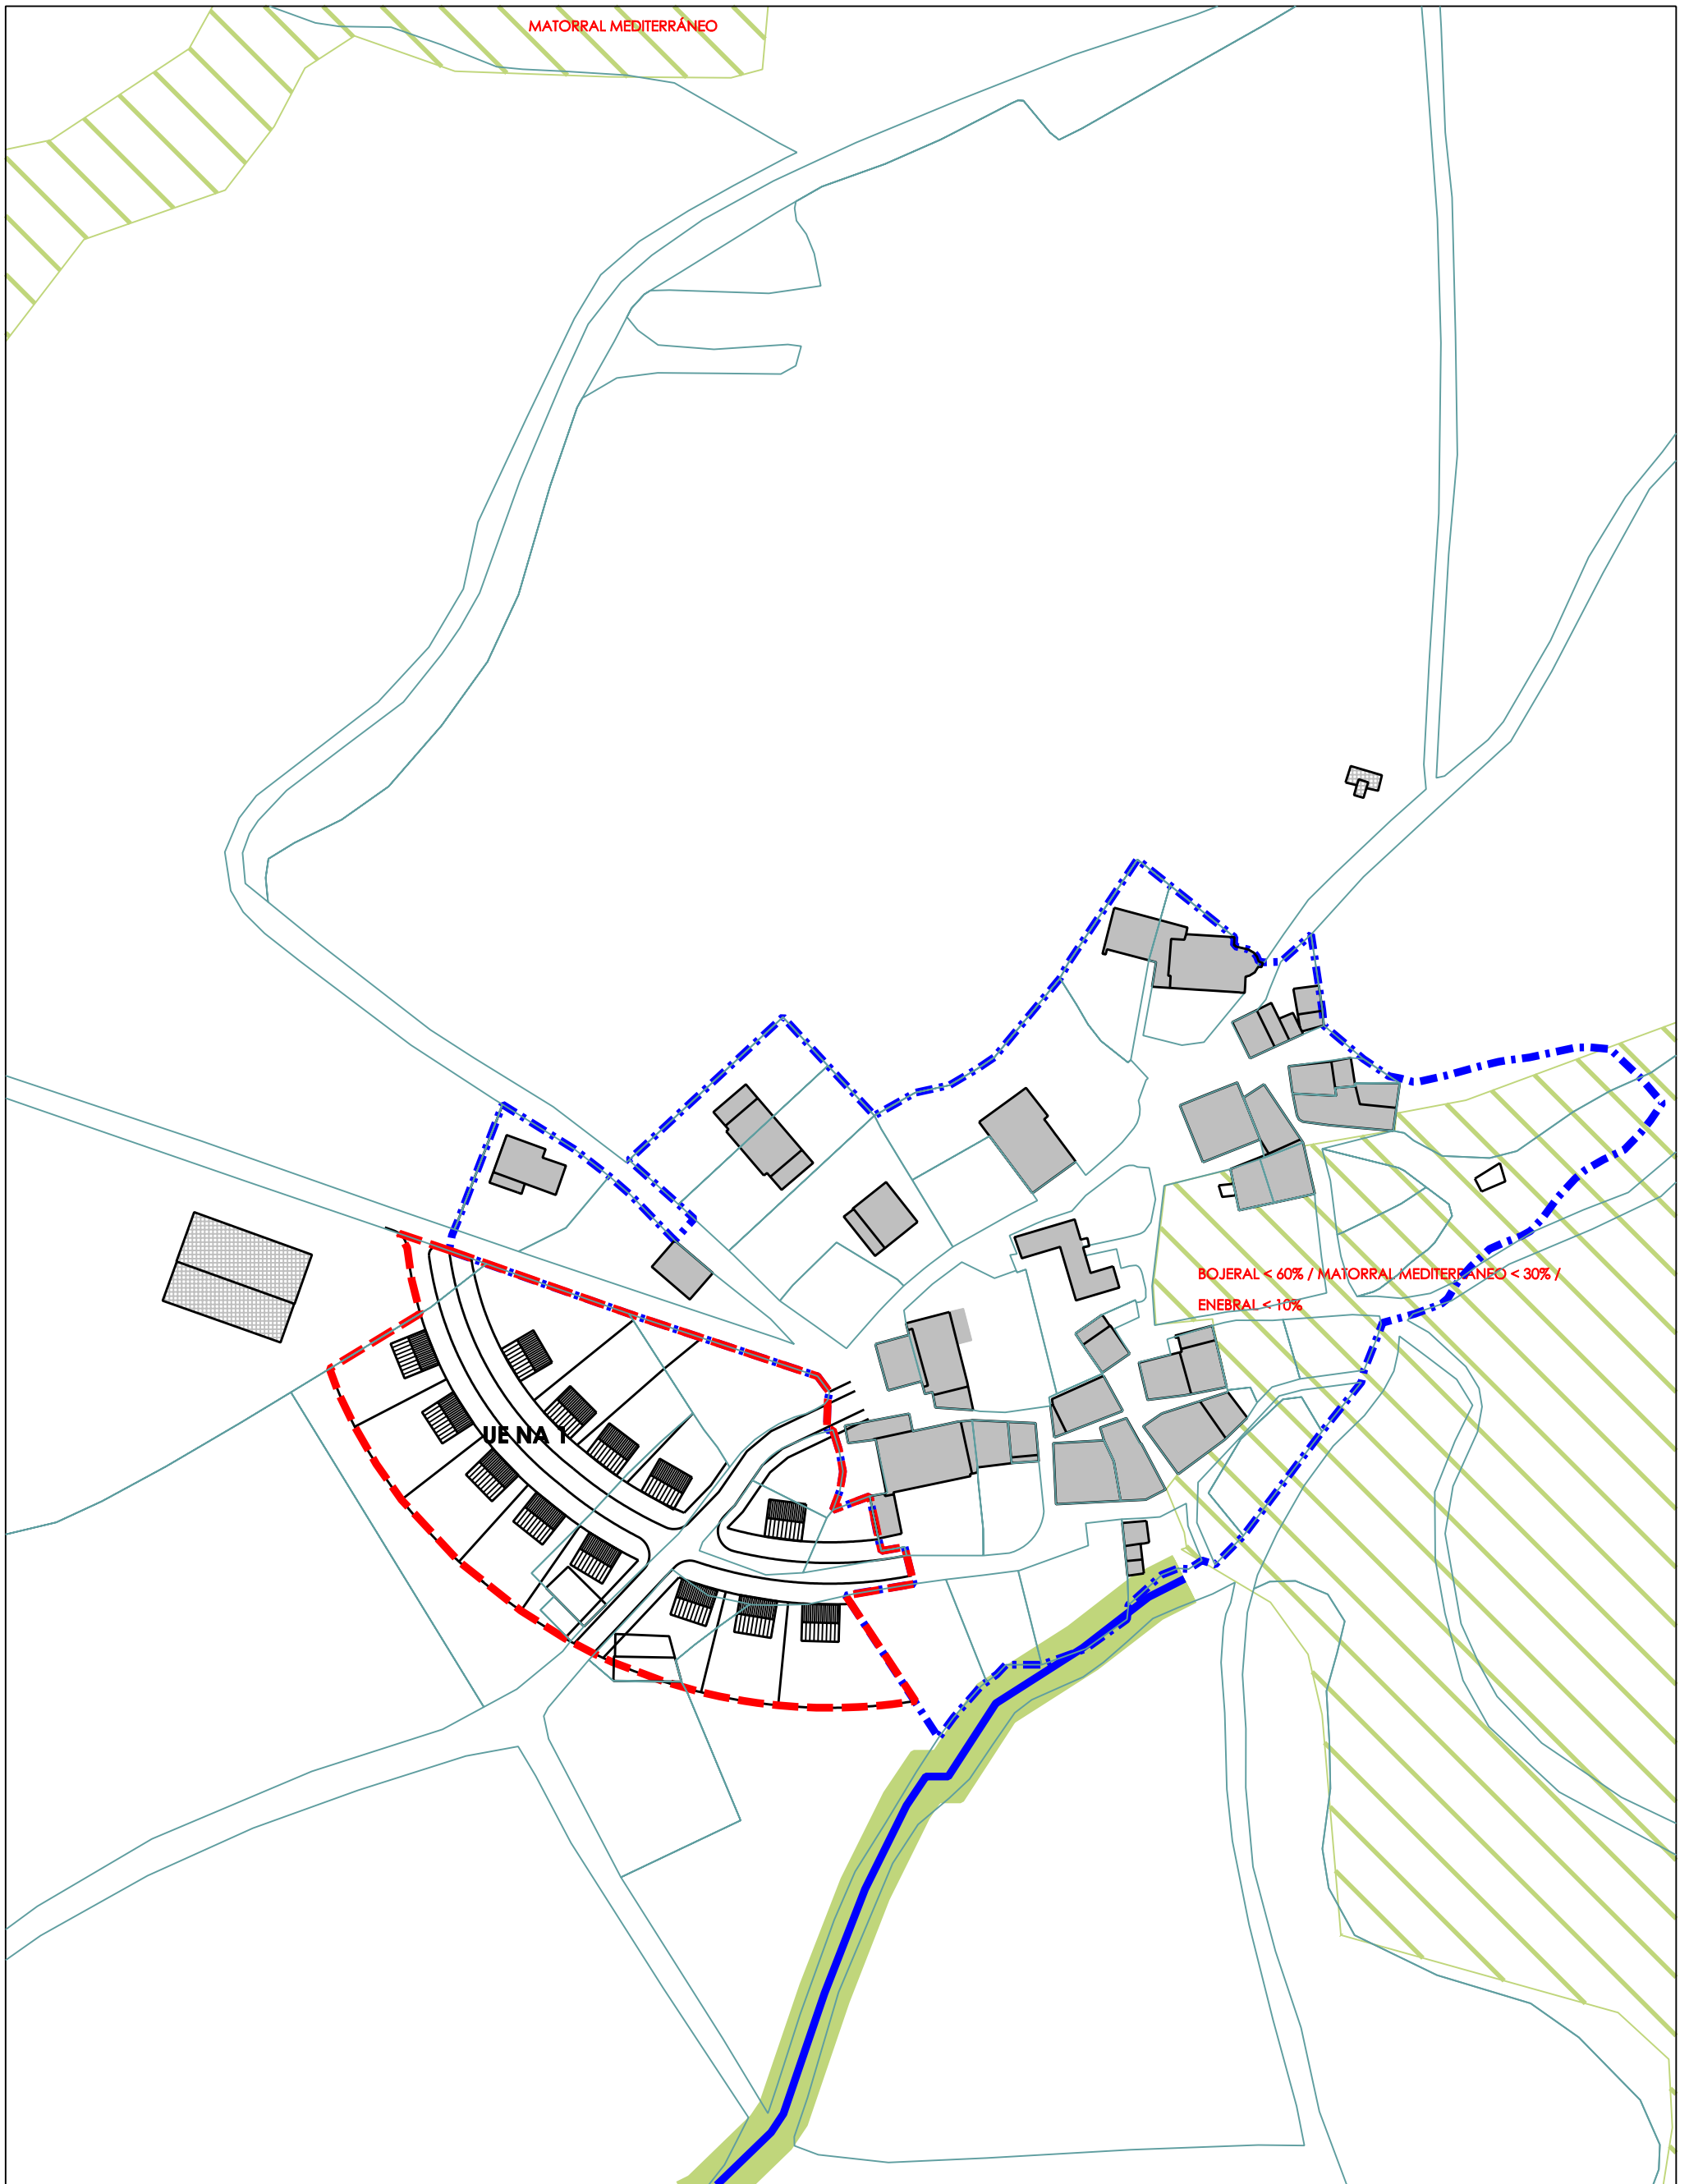 MATORRAL MEDITERRÁNEO
BOJERAL < 60% / MATORRAL MEDITERRÁNEO < 30% /
ENEBRAL < 10%
UE NA 1